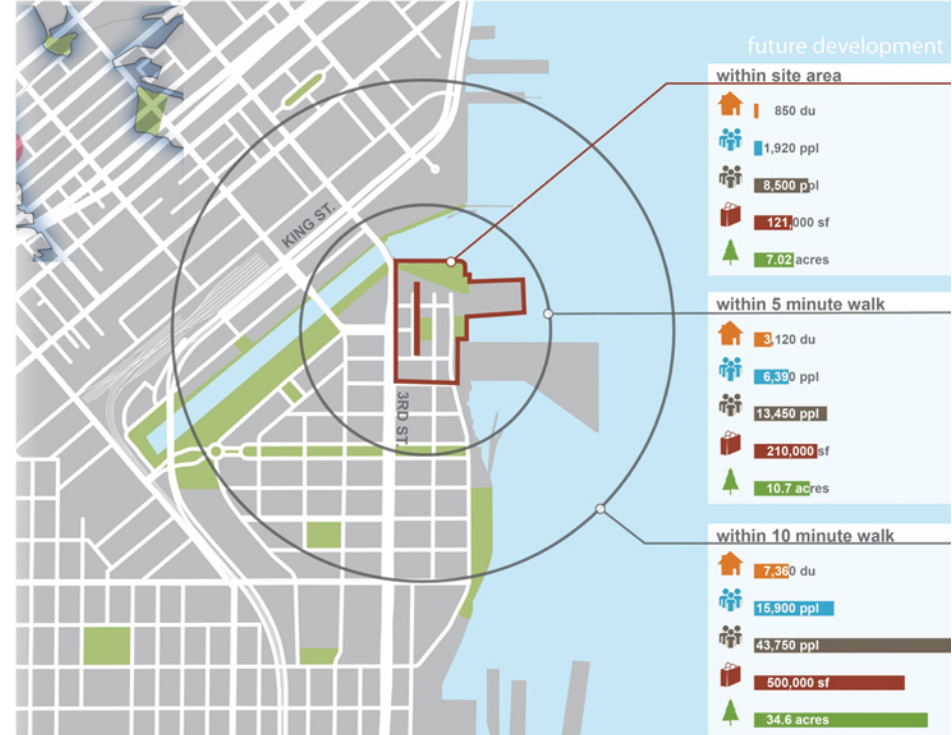 future development
within site area
850 du
1,920 ppl
8,500 ppl
121,000 sf
7.02 acres
KING ST.
within 5 minute walk
3,120 du
6,390 ppl
13,450 ppl
210,000 sf
10.7 acres
3RD ST.
within 10 minute walk
7,360 du
15,900 ppl
43,750 ppl
500,000 sf
34.6 acres